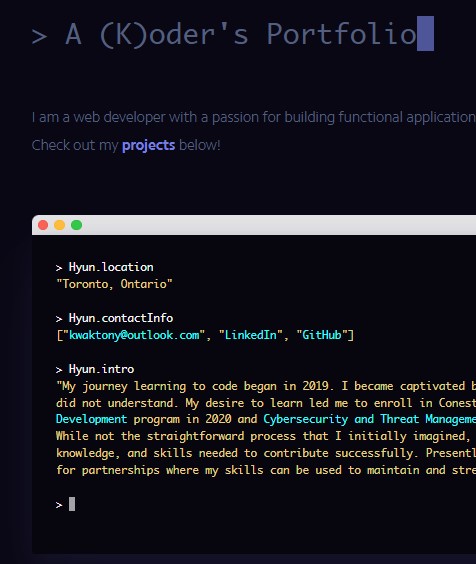 > A (K)oder's Portfolio
I am a web developer with a passion for building functional application
Check out my projects below!
> Hyun.location
"Toronto, Ontario"
> Hyun.contactInfo
["kwaktony@outlook.com", "LinkedIn", "GitHub"]
> Hyun.intro
"My journey learning to code began in 2019. I became captivated b
did not understand. My desire to learn led me to enroll in Conest
Development program in 2020 and Cybersecurity and Threat Manageme
While not the straightforward process that I initially imagined,
knowledge, and skills needed to contribute successfully. Presentl
for partnerships where my skills can be used to maintain and stre
>